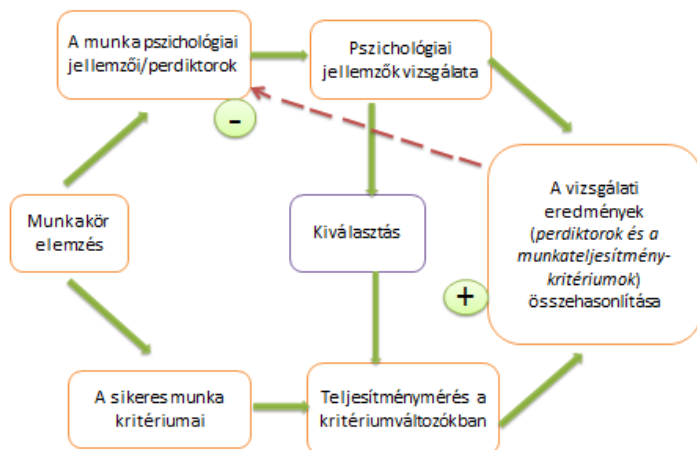 A munka pszichológiai
jellemzői/perdiktorok
Pszichológiai
jellemzők vizsgálata
-
Munkakör
elemzés
Kiválasztás
A vizsgálati
eredmények
(perdiktorok és a
munkateljesítmény-
kritériumok)
összehasonlítása
+
A sikeres munka
kritériumai
Teljesítménymérés a
kritériumváltozókban